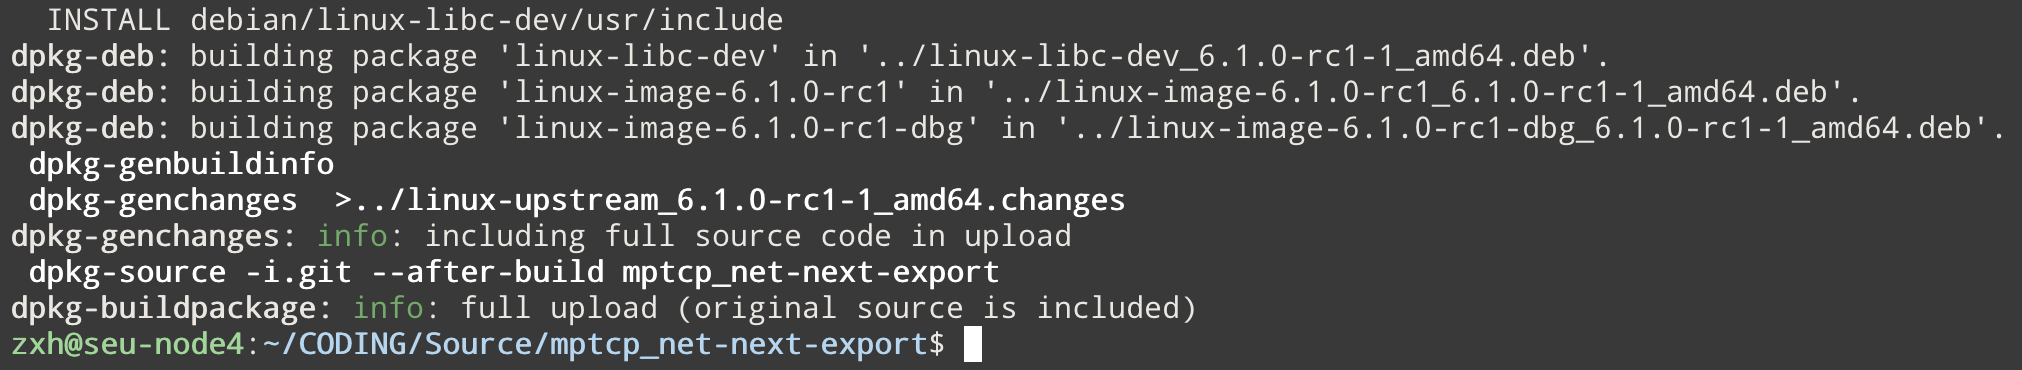 INSTALL debian/linux-libc-dev/usr/include
dpkg-deb: building package 'linux-libc-dev' in '../linux-libc-dev_6.1.0-rc1-1_amd64.deb'.
dpkg-deb: building package 'linux-image-6.1.0-rc1' in '../linux-image-6.1.0-rc1_6.1.0-rc1-1_amd64.deb'.
dpkg-deb: building package 'linux-image-6.1.0-rc1-dbg' in '../linux-image-6.1.0-rc1-dbg_6.1.0-rc1-1_amd64.deb'.
dpkg-genbuildinfo
dpkg-genchanges  >../linux-upstream_6.1.0-rc1-1_amd64.changes
dpkg-genchanges: info: including full source code in upload
dpkg-source -i.git --after-build mptcp_net-next-export
dpkg-buildpackage: info: full upload (original source is included)
zxh@seu-node4:~/CODING/Source/mptcp_net-next-export$